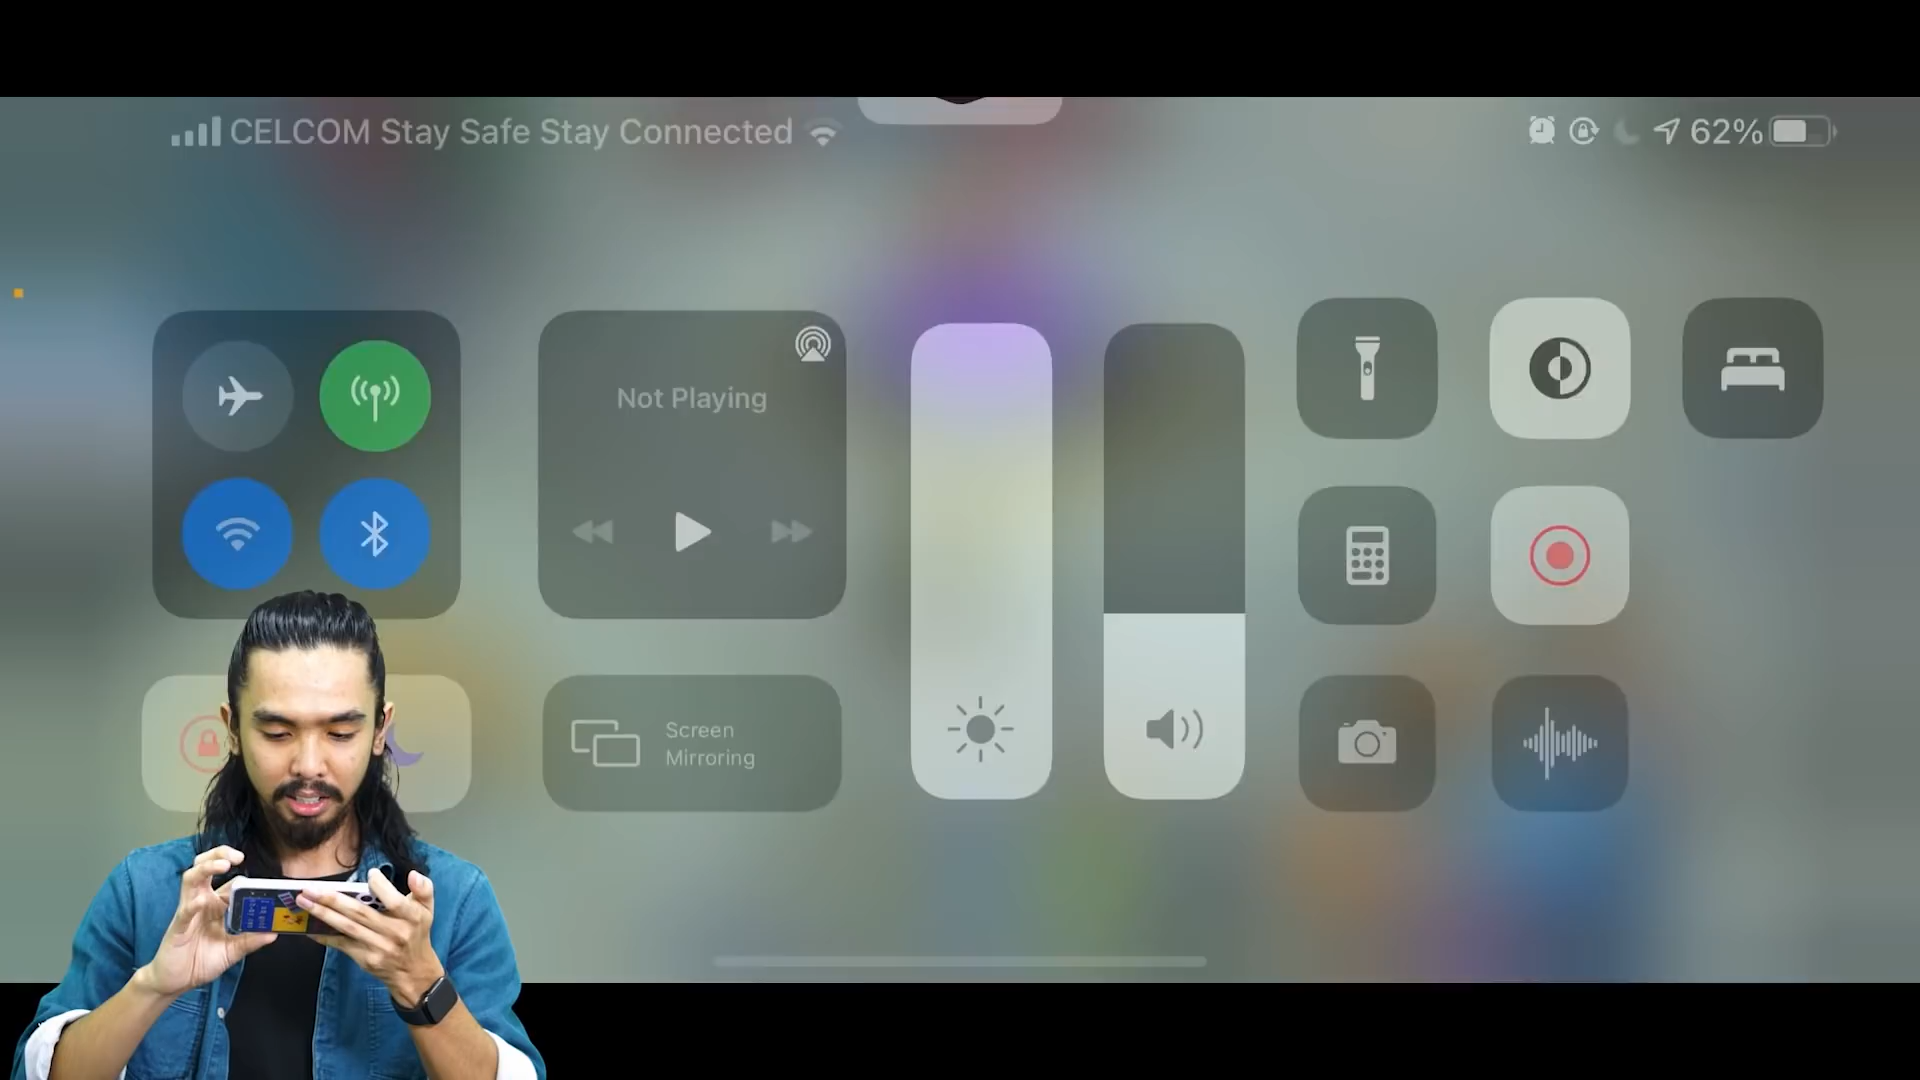 CELCOM Stay Safe Stay Connected
62%
Not Playing
Screen
Mirroring